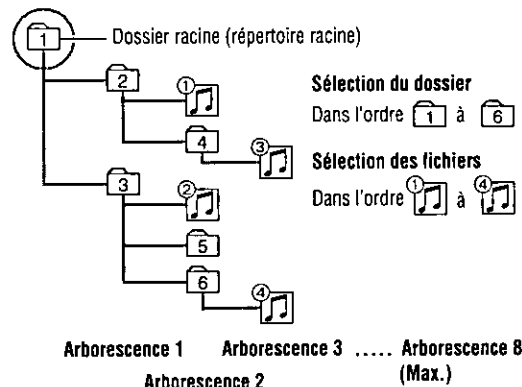 1 Dossier racine (répertoire racine)
2 ①
Sélection du dossier
Dans l'ordre 1 à 6
4 ③
Sélection des fichiers
3 ②
Dans l'ordre ① à ④
5
6 ④
Arborescence 1 Arborescence 3 ..... Arborescence 8
Arborescence 2 (Max.)